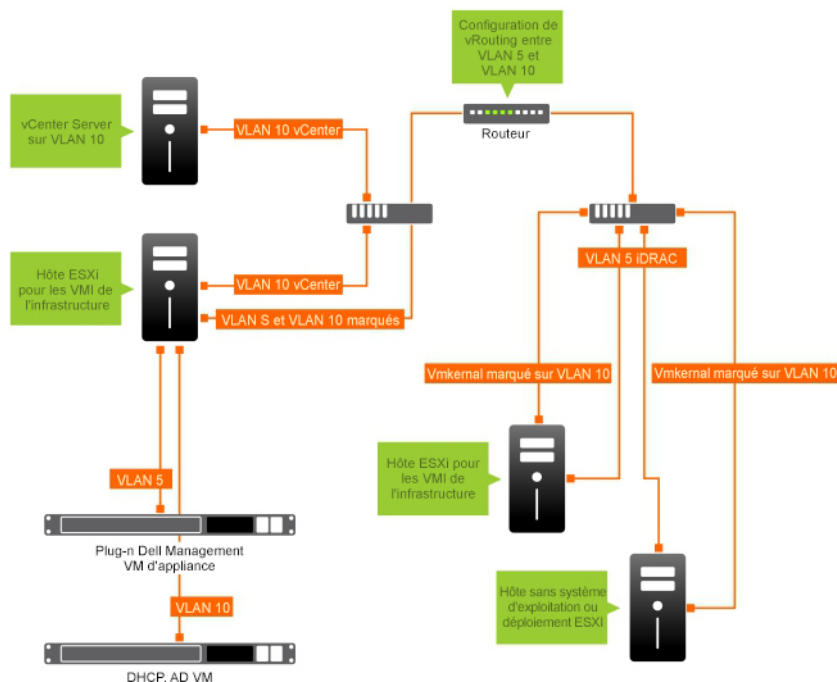 Configuration de
vRouting entre
VLAN 5 et
VLAN 10
Routeur
vCenter Server
sur VLAN 10
VLAN 10 vCenter
Hôte ESXi
pour les VMI de
l'infrastructure
VLAN 10 vCenter
VLAN S et VLAN 10 marqués
VLAN 5 iDRAC
Vmkernal marqué sur VLAN 10
Vmkernal marqué sur VLAN 10
Hôte ESXi pour
les VMI de
l'infrastructure
VLAN 5
Plug-n Dell Management
VM d'appliance
VLAN 10
Hôte sans système
d'exploitation ou
déploiement ESXI
DHCP, AD VM